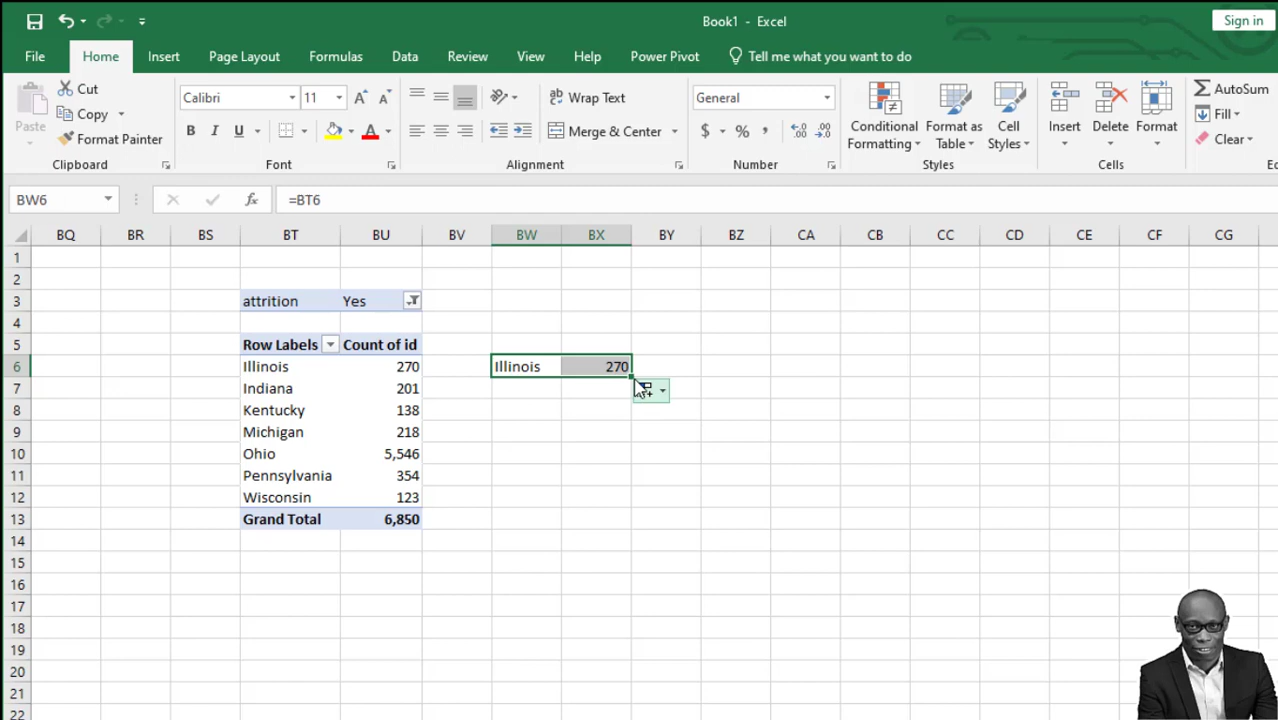 Book1 - Excel
Sign in
File Home Insert Page Layout Formulas Data Review View Help Power Pivot Tell me what you want to do
Paste
Cut
Copy
Format Painter
Clipboard
Calibri 11
B I U
Font
Wrap Text
Merge & Center
Alignment
General
$ % ,
Number
Conditional Formatting
Format as Table
Cell Styles
Styles
Insert
Delete
Format
Cells
AutoSum
Fill
Clear
BW6 fx =BT6
BQ BR BS BT BU BV BW BX BY BZ CA CB CC CD CE CF CG
1
2
3 attrition Yes
4
5 Row Labels Count of id
6 Illinois 270 Illinois 270
7 Indiana 201
8 Kentucky 138
9 Michigan 218
10 Ohio 5,546
11 Pennsylvania 354
12 Wisconsin 123
13 Grand Total 6,850
14
15
16
17
18
19
20
21
22